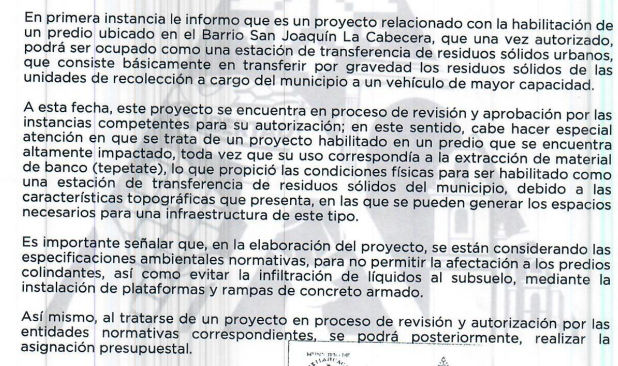 En primera instancia le informo que es un proyecto relacionado con la habilitación de
un predio ubicado en el Barrio San Joaquín La Cabecera, que una vez autorizado,
podrá ser ocupado como una estación de transferencia de residuos sólidos urbanos,
que consiste básicamente en transferir por gravedad los residuos sólidos de las
unidades de recolección a cargo del municipio a un vehículo de mayor capacidad.
A esta fecha, este proyecto se encuentra en proceso de revisión y aprobación por las
instancias competentes para su autorización; en este sentido, cabe hacer especial
atención en que se trata de un proyecto habilitado en un predio que se encuentra
altamente impactado, toda vez que su uso correspondía a la extracción de material
de banco (tepetate), lo que propició las condiciones físicas para ser habilitado como
una estación de transferencia de residuos sólidos del municipio, debido a las
características topográficas que presenta, en las que se pueden generar los espacios
necesarios para una infraestructura de este tipo.
Es importante señalar que, en la elaboración del proyecto, se están considerando las
especificaciones ambientales normativas, para no permitir la afectación a los predios
colindantes, así como evitar la infiltración de líquidos al subsuelo, mediante la
instalación de plataformas y rampas de concreto armado.
Así mismo, al tratarse de un proyecto en proceso de revisión y autorización por las
entidades normativas correspondientes, se podrá posteriormente, realizar la
asignación presupuestal.